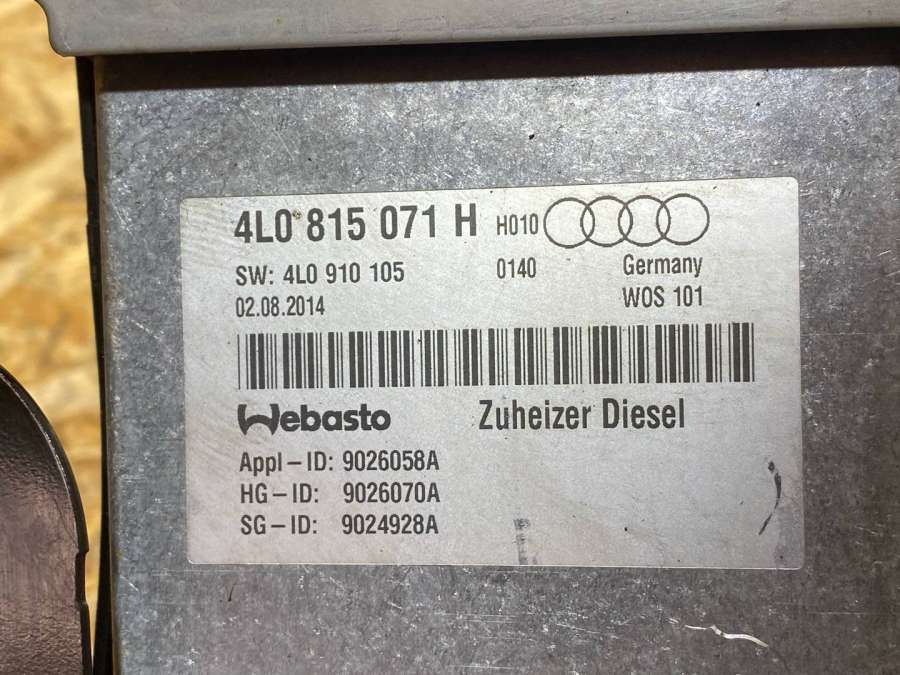 4L0 815 071 H H010
SW: 4L0 910 105 0140 Germany
02.08.2014 WOS 101
Webasto Zuheizer Diesel
Appl-ID: 9026058A
HG-ID: 9026070A
SG-ID: 9024928A